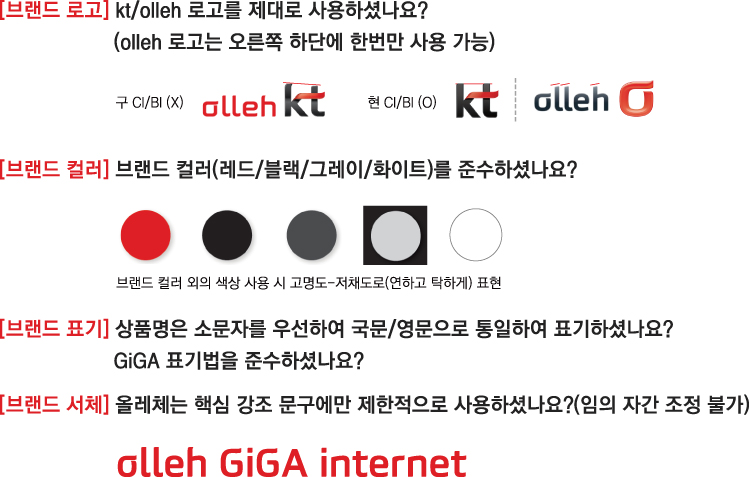 [브랜드 로고] kt/olleh 로고를 제대로 사용하셨나요?
(olleh 로고는 오른쪽 하단에 한번만 사용 가능)
구 CI/BI (X) olleh kt 현 CI/BI (O) kt olleh
[브랜드 컬러] 브랜드 컬러(레드/블랙/그레이/화이트)를 준수하셨나요?
브랜드 컬러 외의 색상 사용 시 고명도-저채도로(연하고 탁하게) 표현
[브랜드 표기] 상품명은 소문자를 우선하여 국문/영문으로 통일하여 표기하셨나요?
GiGA 표기법을 준수하셨나요?
[브랜드 서체] 올레체는 핵심 강조 문구에만 제한적으로 사용하셨나요?(임의 자간 조정 불가)
olleh GiGA internet